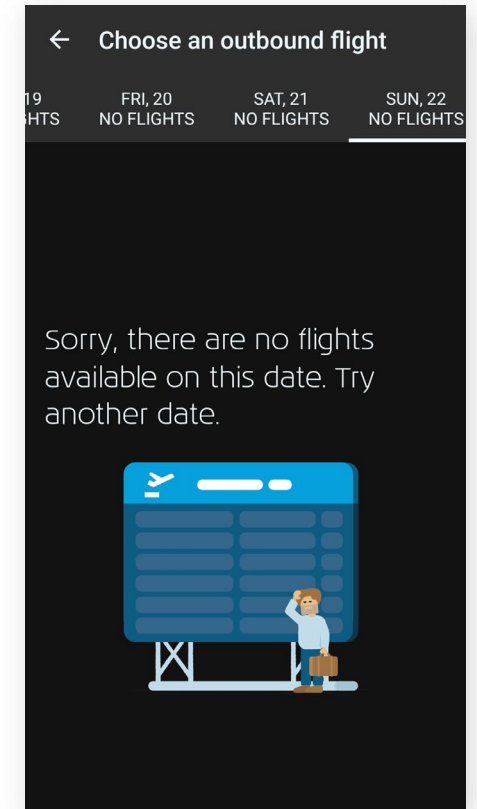 Choose an outbound flight
19 FRI, 20 SAT, 21 SUN, 22
HTS NO FLIGHTS NO FLIGHTS NO FLIGHTS
Sorry, there are no flights
available on this date. Try
another date.